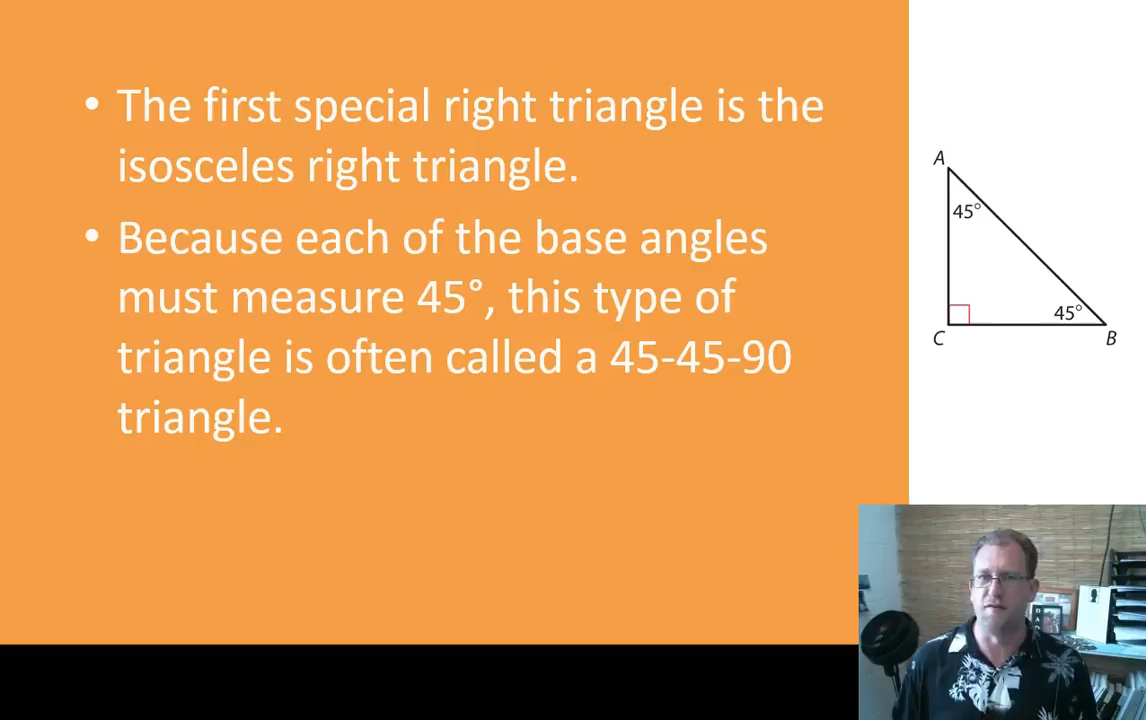 • The first special right triangle is the
isosceles right triangle.
• Because each of the base angles
must measure 45°, this type of
triangle is often called a 45-45-90
triangle.
A
45°
45°
C
B